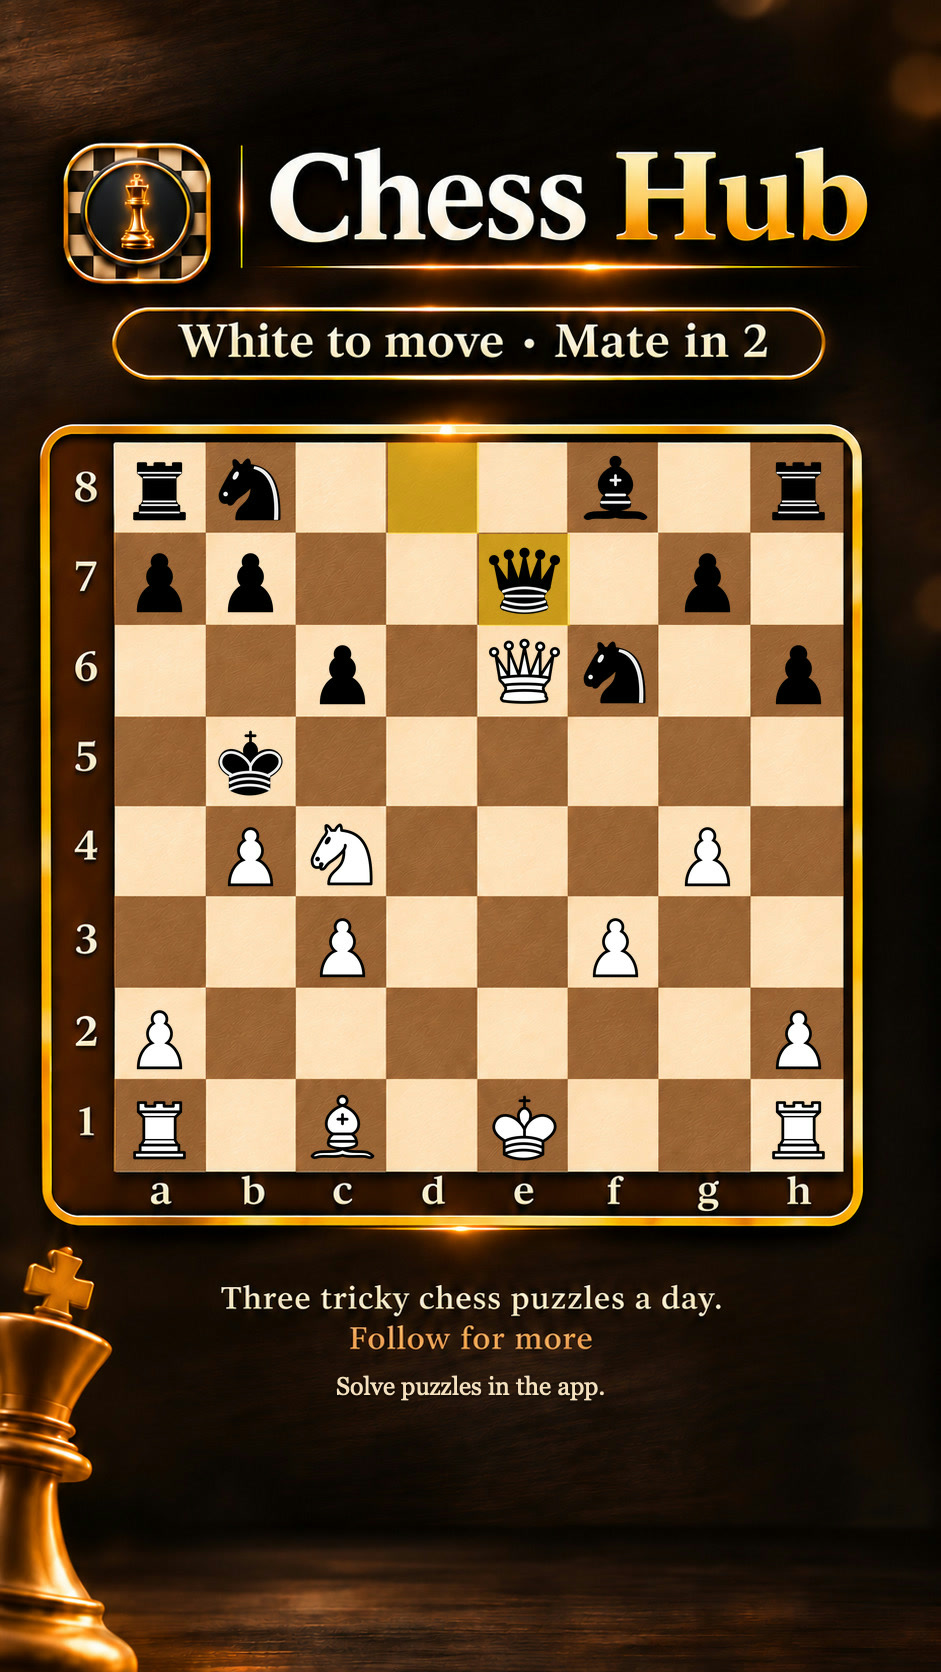 Chess Hub
White to move • Mate in 2
8
7
6
5
4
3
2
1
a b c d e f g h
Three tricky chess puzzles a day.
Follow for more
Solve puzzles in the app.